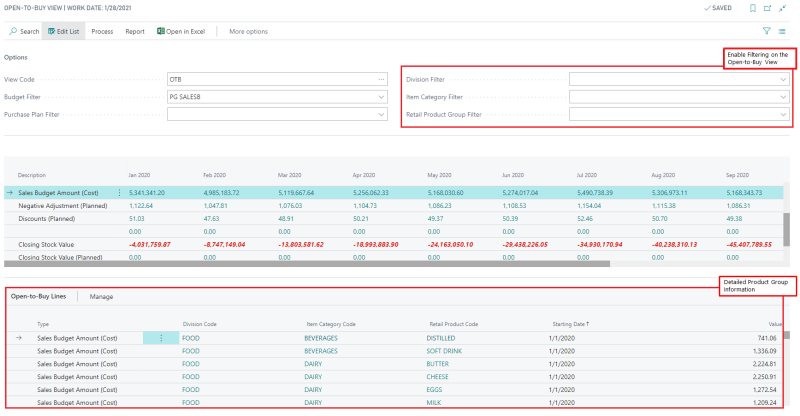 OPEN-TO-BUY VIEW | WORK DATE: 1/28/2021 SAVED
Search Edit List Process Report Open in Excel More options
Enable Filtering on the
Open-to-Buy View
Options
View Code OTB Division Filter
Budget Filter PG SALESB Item Category Filter
Purchase Plan Filter Retail Product Group Filter
Description Jan 2020 Feb 2020 Mar 2020 Apr 2020 May 2020 Jun 2020 Jul 2020 Aug 2020 Sep 2020
Sales Budget Amount (Cost) 5,341,341.20 4,985,183.72 5,119,667.64 5,256,062.33 5,168,030.60 5,274,017.04 5,490,738.39 5,306,973.11 5,168,343.73
Negative Adjustment (Planned) 1,122.64 1,047.81 1,076.03 1,104.73 1,086.23 1,108.53 1,154.04 1,115.38 1,086.31
Discounts (Planned) 51.03 47.63 48.91 50.21 49.37 50.39 52.46 50.70 49.38
0.00 0.00 0.00 0.00 0.00 0.00 0.00 0.00 0.00
Closing Stock Value -4,031,759.87 -8,747,149.04 -13,803,581.62 -18,993,883.90 -24,163,050.10 -29,438,226.05 -34,930,170.94 -40,238,310.13 -45,407,789.55
Closing Stock Value (Planned) 0.00 0.00 0.00 0.00 0.00 0.00 0.00 0.00 0.00
Detailed Product Group
Information
Open-to-Buy Lines Manage
Type Division Code Item Category Code Retail Product Code Starting Date↑ Value
Sales Budget Amount (Cost) FOOD BEVERAGES DISTILLED 1/1/2020 741.06
Sales Budget Amount (Cost) FOOD BEVERAGES SOFT DRINK 1/1/2020 1,336.09
Sales Budget Amount (Cost) FOOD DAIRY BUTTER 1/1/2020 2,224.81
Sales Budget Amount (Cost) FOOD DAIRY CHEESE 1/1/2020 2,250.91
Sales Budget Amount (Cost) FOOD DAIRY EGGS 1/1/2020 1,272.54
Sales Budget Amount (Cost) FOOD DAIRY MILK 1/1/2020 1,209.24